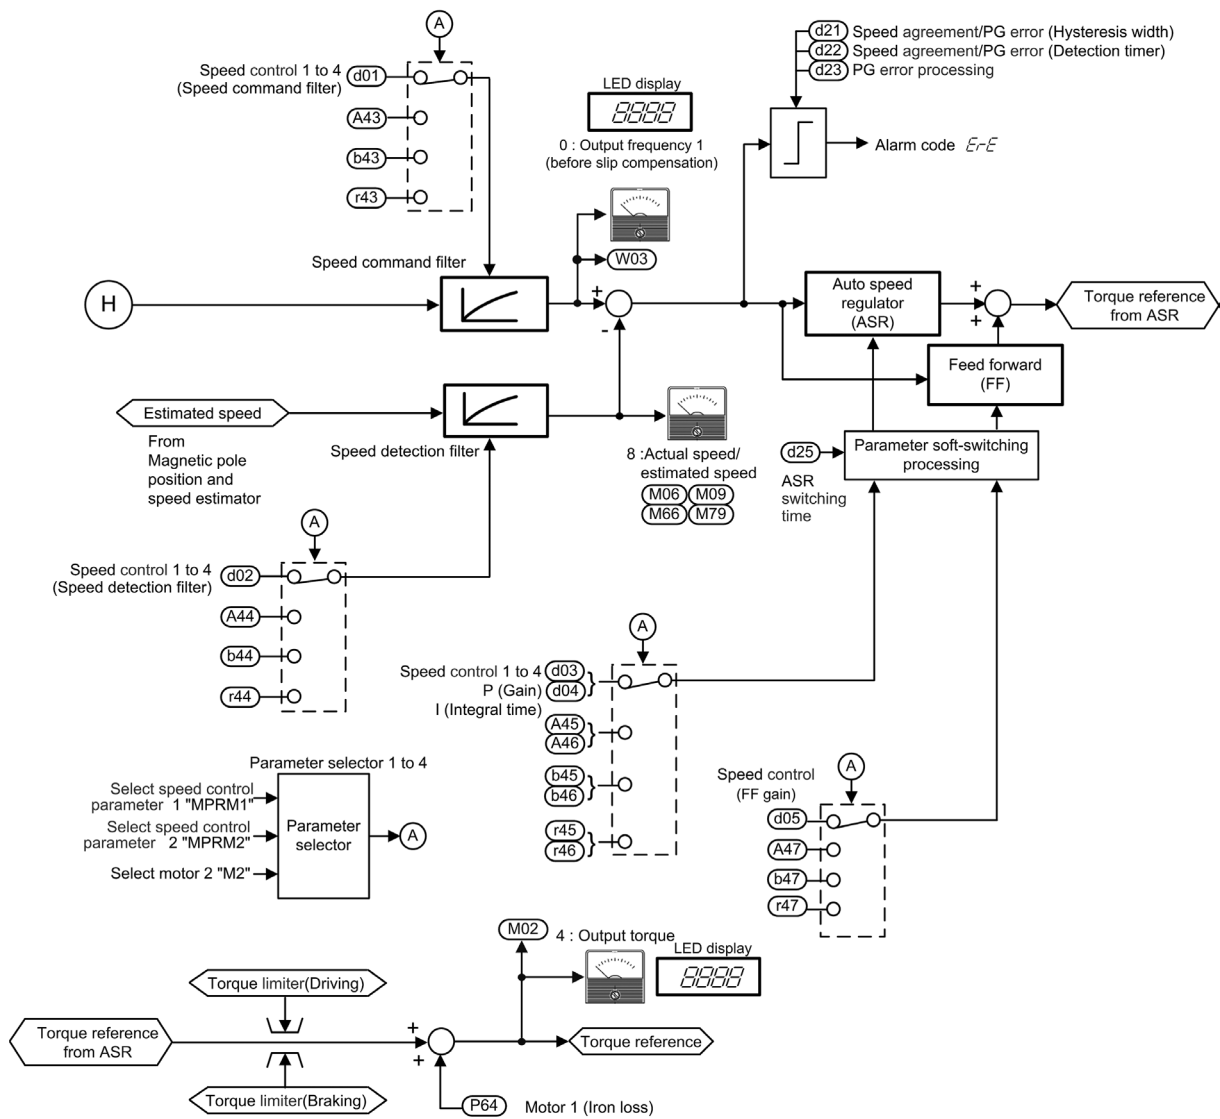 A
d21 Speed agreement/PG error (Hysteresis width)
d22 Speed agreement/PG error (Detection timer)
d23 PG error processing
Speed control 1 to 4 d01
(Speed command filter)
A43
b43
r43
LED display
8888
0 : Output frequency 1
(before slip compensation)
Alarm code ErE
W03
Speed command filter
H
+
-
Auto speed
regulator
(ASR)
+
+
Torque reference
from ASR
Feed forward
(FF)
Estimated speed
From
Magnetic pole
position and
speed estimator
Speed detection filter
8 :Actual speed/
estimated speed
M06 M09
M66 M79
d25
ASR
switching
time
Parameter soft-switching
processing
A
Speed control 1 to 4 d02
(Speed detection filter)
A44
b44
r44
A
Speed control 1 to 4 d03
P (Gain) d04
I (Integral time)
A45
A46
b45
b46
r45
r46
A
Speed control
(FF gain)
d05
A47
b47
r47
Parameter selector 1 to 4
Select speed control
parameter 1 "MPRM1"
Select speed control
parameter 2 "MPRM2"
Select motor 2 "M2"
Parameter
selector
A
M02
4 : Output torque
LED display
8888
Torque limiter(Driving)
Torque reference
from ASR
+
+
Torque reference
Torque limiter(Braking)
P64 Motor 1 (Iron loss)